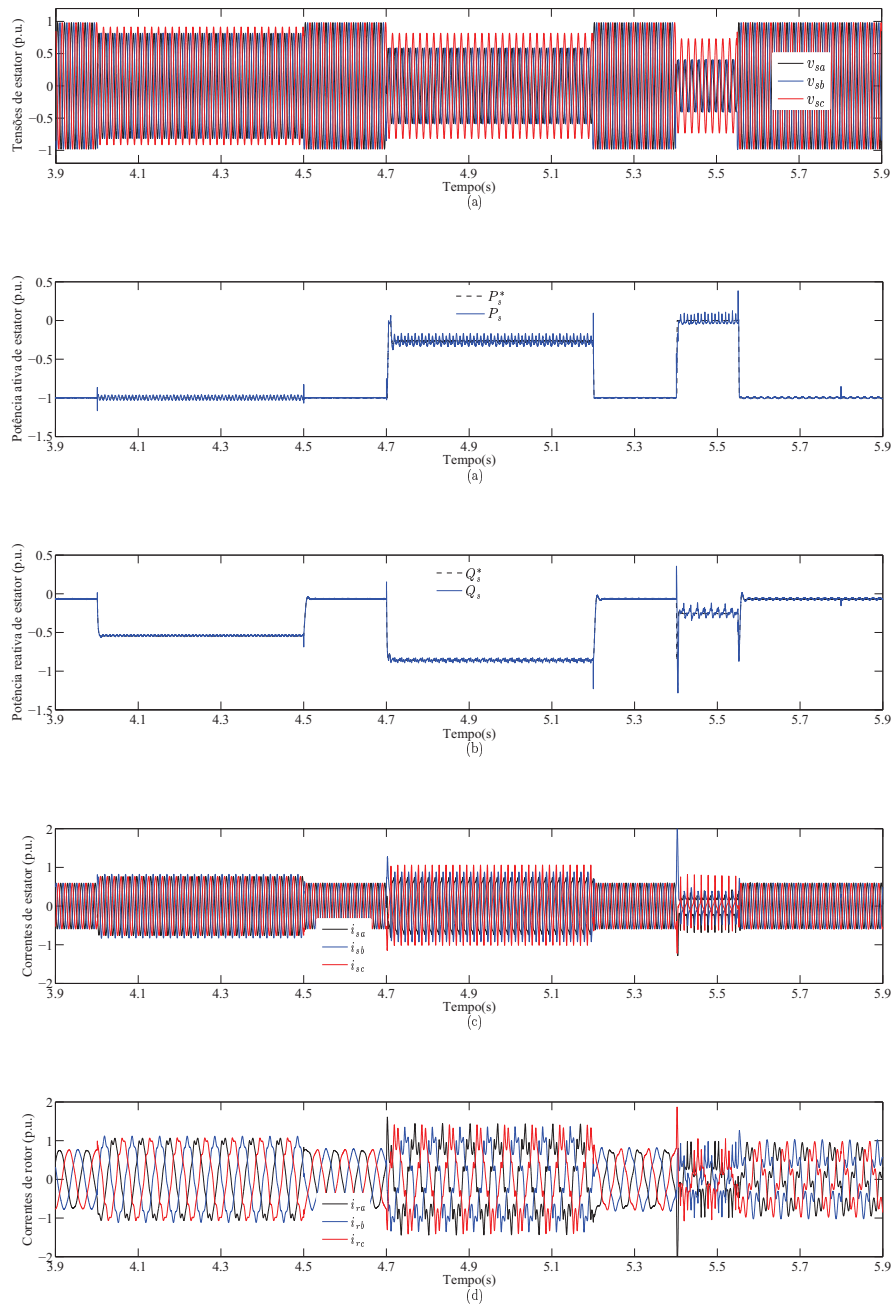 Tensões de estator (p.u.)
1
0.5
0
−0.5
−1
v_sa
v_sb
v_sc
3.9 4.1 4.3 4.5 4.7 4.9 5.1 5.3 5.5 5.7 5.9
Tempo(s)
(a)
Potência ativa de estator (p.u.)
0.5
0
−0.5
−1
−1.5
P_s^*
P_s
3.9 4.1 4.3 4.5 4.7 4.9 5.1 5.3 5.5 5.7 5.9
Tempo(s)
(a)
Potência reativa de estator (p.u.)
0.5
0
−0.5
−1
−1.5
Q_s^*
Q_s
3.9 4.1 4.3 4.5 4.7 4.9 5.1 5.3 5.5 5.7 5.9
Tempo(s)
(b)
Correntes de estator (p.u.)
2
1
0
−1
−2
i_sa
i_sb
i_sc
3.9 4.1 4.3 4.5 4.7 4.9 5.1 5.3 5.5 5.7 5.9
Tempo(s)
(c)
Correntes de rotor (p.u.)
2
1
0
−1
−2
i_ra
i_rb
i_rc
3.9 4.1 4.3 4.5 4.7 4.9 5.1 5.3 5.5 5.7 5.9
Tempo(s)
(d)